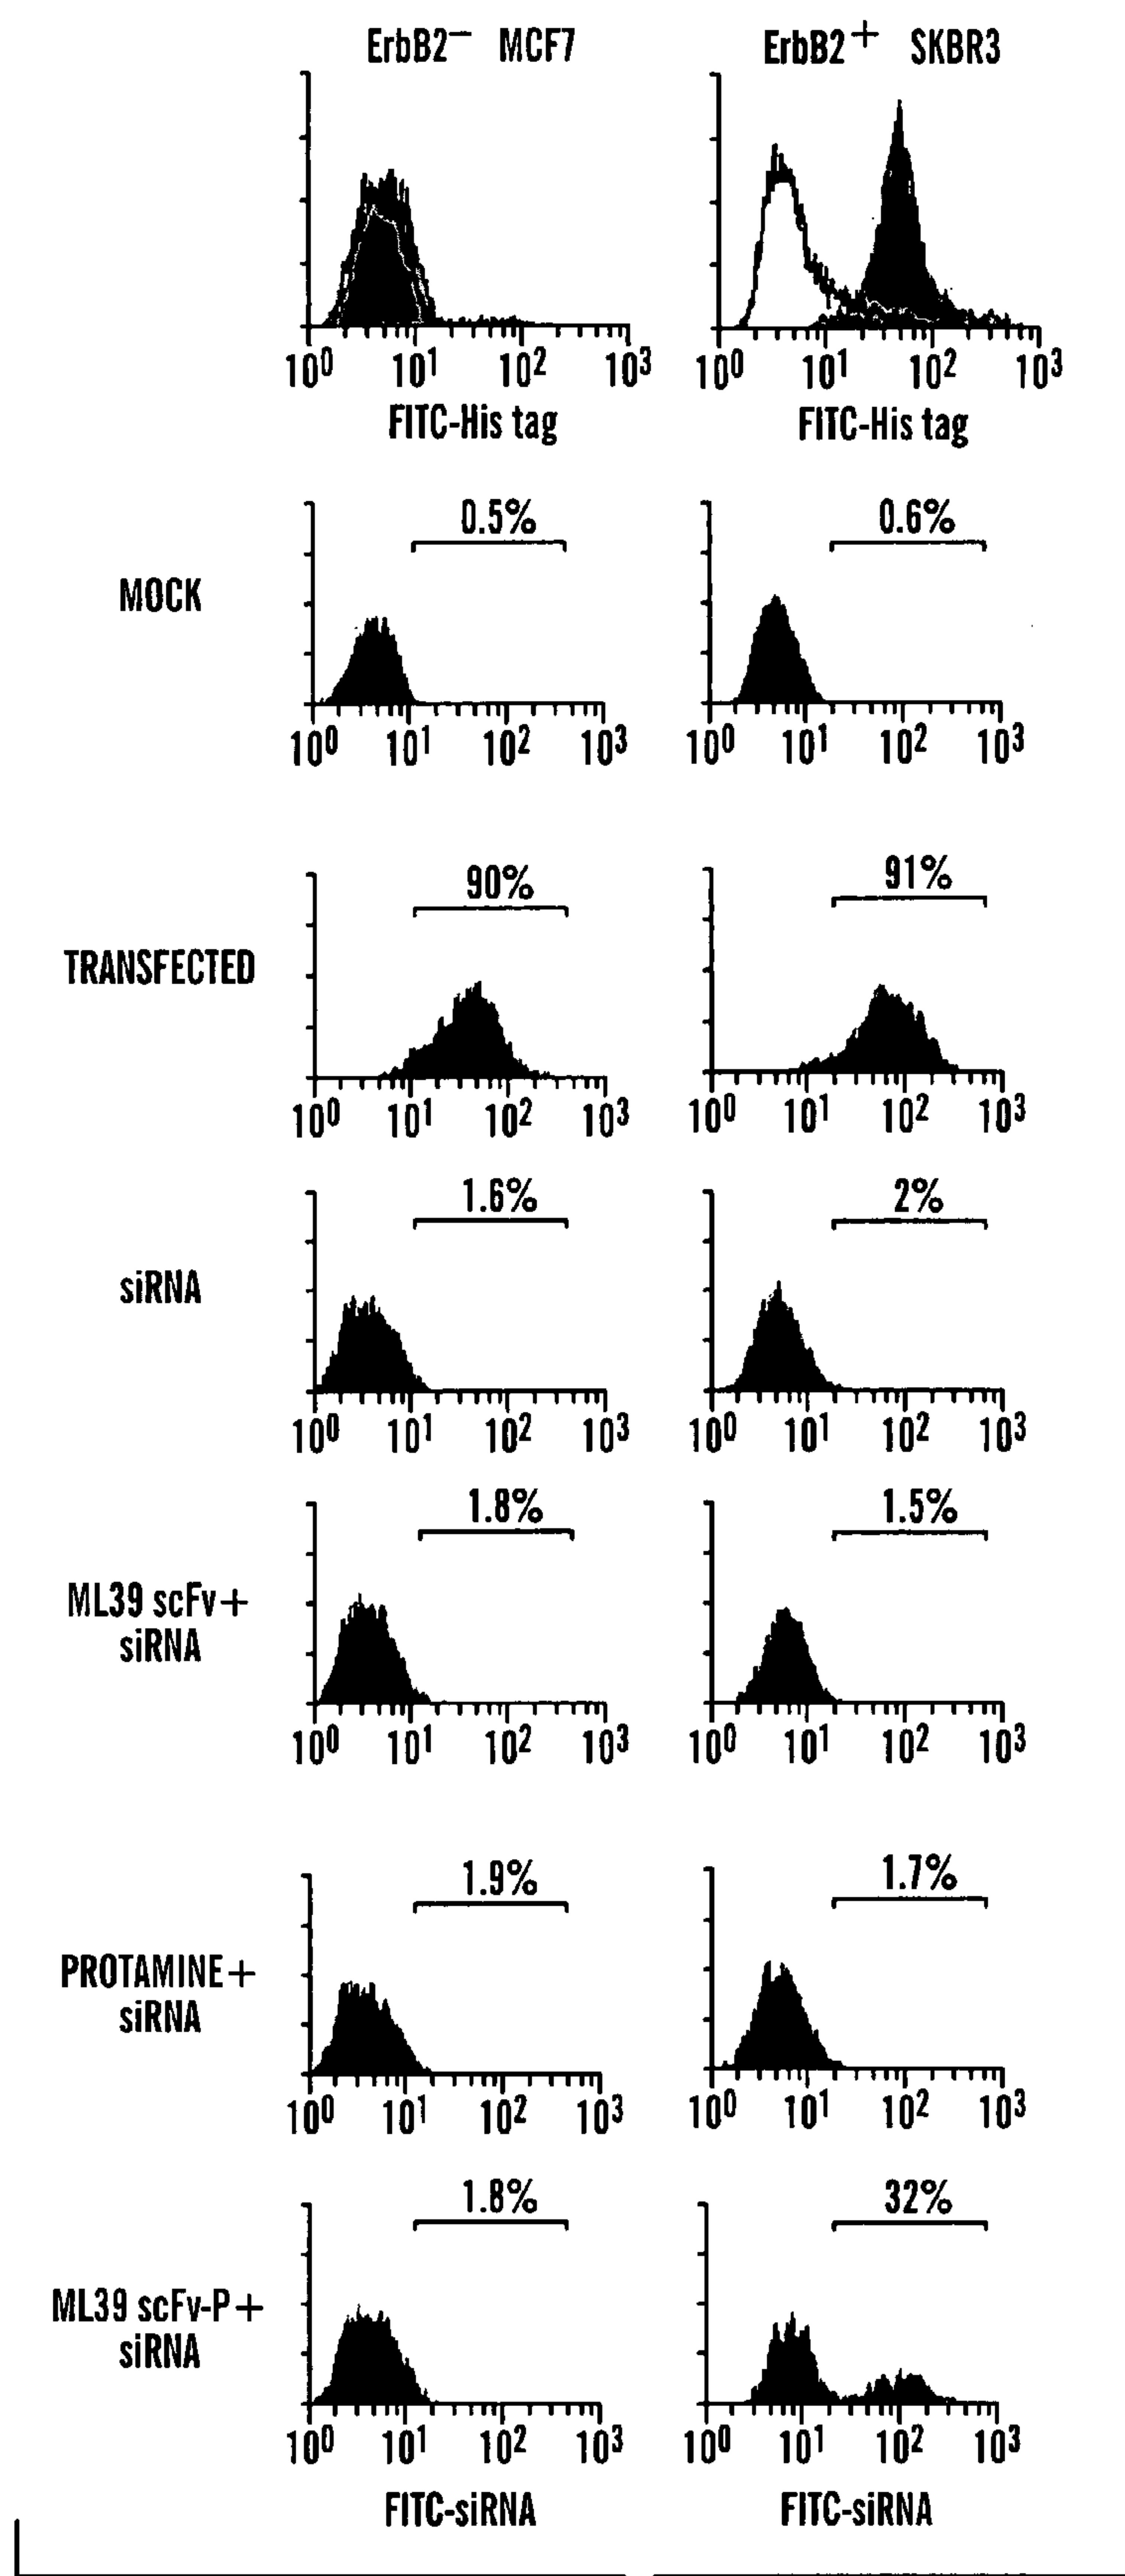 ErbB2− MCF7 ErbB2+ SKBR3
10⁰ 10¹ 10² 10³ 10⁰ 10¹ 10² 10³
FITC-His tag FITC-His tag
0.5% 0.6%
MOCK
10⁰ 10¹ 10² 10³ 10⁰ 10¹ 10² 10³
90% 91%
TRANSFECTED
10⁰ 10¹ 10² 10³ 10⁰ 10¹ 10² 10³
1.6% 2%
siRNA
10⁰ 10¹ 10² 10³ 10⁰ 10¹ 10² 10³
1.8% 1.5%
ML39 scFv+
siRNA
10⁰ 10¹ 10² 10³ 10⁰ 10¹ 10² 10³
1.9% 1.7%
PROTAMINE+
siRNA
10⁰ 10¹ 10² 10³ 10⁰ 10¹ 10² 10³
1.8% 32%
ML39 scFv-P+
siRNA
10⁰ 10¹ 10² 10³ 10⁰ 10¹ 10² 10³
FITC-siRNA FITC-siRNA